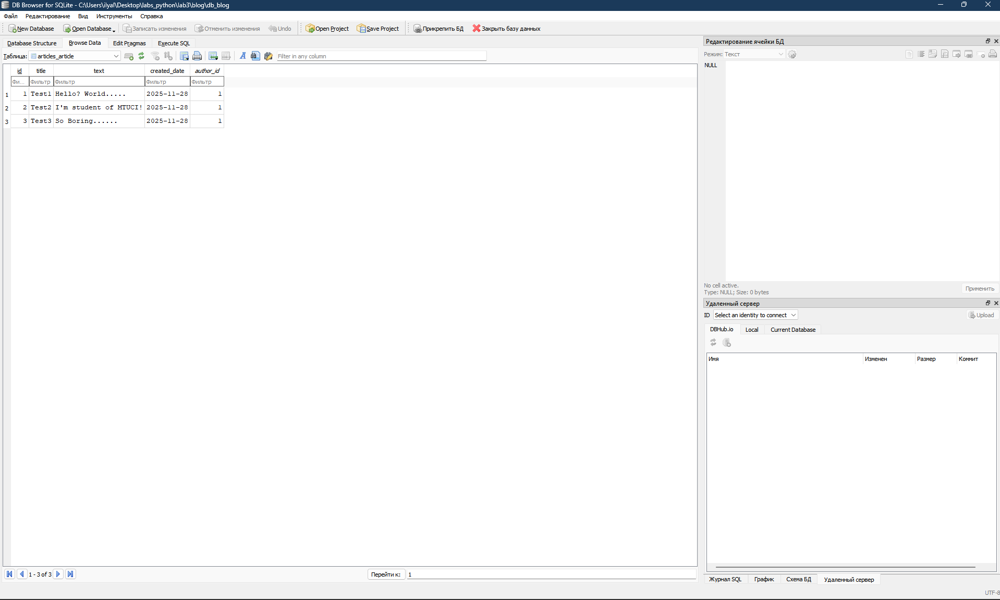 DB Browser for SQLite - C:\Users\ilyal\Desktop\labs_python\lab3\blog\db_blog
Файл Редактирование Вид Инструменты Справка
New Database Open Database Записать изменения Отменить изменения Undo Open Project Save Project Прикрепить БД Закрыть базу данных
Database Structure Browse Data Edit Pragmas Execute SQL
Таблица: articles_article Filter in any column
id title text created_date author_id
Фи... Фильтр Фильтр Фильтр Фильтр
1 1 Test1 Hello? World..... 2025-11-28 1
2 2 Test2 I'm student of MTUCI! 2025-11-28 1
3 3 Test3 So Boring...... 2025-11-28 1
1 - 3 of 3 Перейти к: 1
Редактирование ячейки БД
Режим: Текст
NULL
No cell active.
Type: NULL; Size: 0 bytes
Применить
Удаленный сервер
ID Select an identity to connect Upload
DBHub.io Local Current Database
Имя Изменен Размер Коммит
Журнал SQL График Схема БД Удаленный сервер
UTF-8